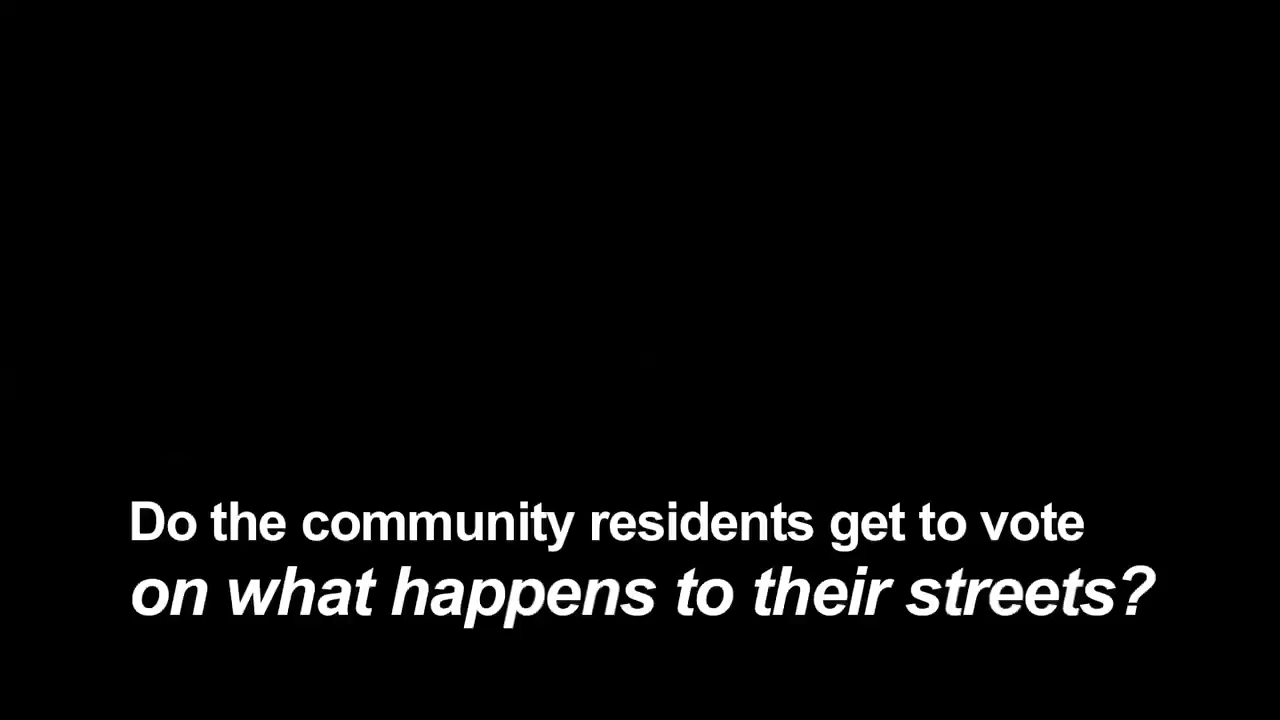 Do the community residents get to vote
on what happens to their streets?